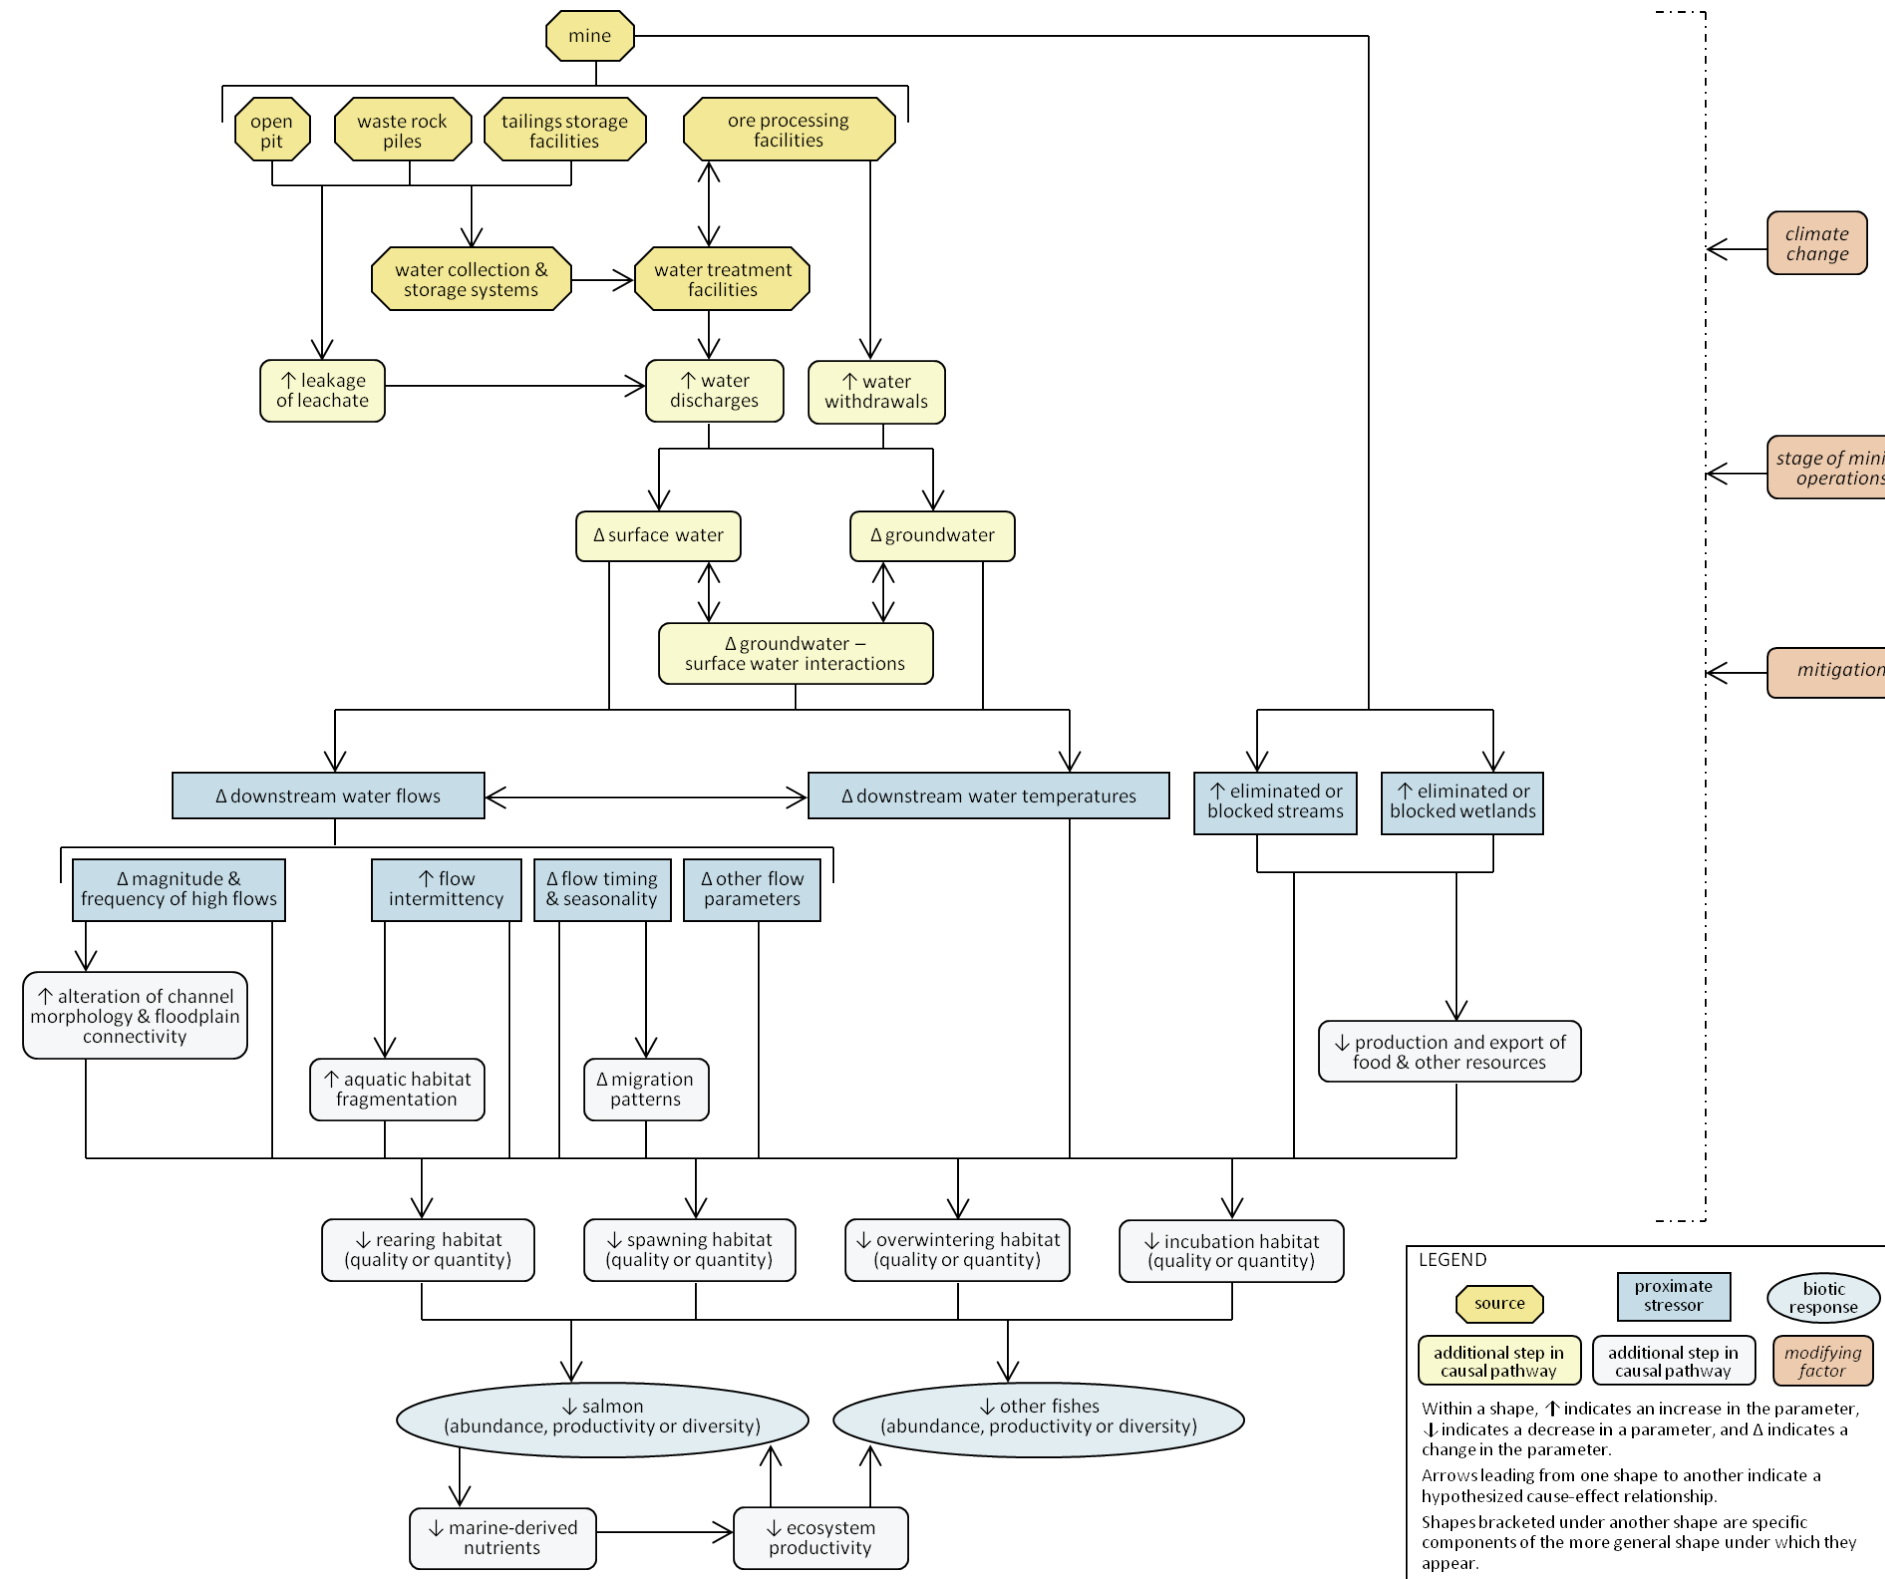 mine
open
pit
waste rock
piles
tailings storage
facilities
ore processing
facilities
climate
change
water collection &
storage systems
water treatment
facilities
↑ leakage
of leachate
↑ water
discharges
↑ water
withdrawals
stage of mini
operations
Δ surface water
Δ groundwater
Δ groundwater –
surface water interactions
mitigation
Δ downstream water flows
Δ downstream water temperatures
↑ eliminated or
blocked streams
↑ eliminated or
blocked wetlands
Δ magnitude &
frequency of high flows
↑ flow
intermittency
Δ flow timing
& seasonality
Δ other flow
parameters
↑ alteration of channel
morphology & floodplain
connectivity
↓ production and export of
food & other resources
↑ aquatic habitat
fragmentation
Δ migration
patterns
↓ rearing habitat
(quality or quantity)
↓ spawning habitat
(quality or quantity)
↓ overwintering habitat
(quality or quantity)
↓ incubation habitat
(quality or quantity)
↓ salmon
(abundance, productivity or diversity)
↓ other fishes
(abundance, productivity or diversity)
↓ marine-derived
nutrients
↓ ecosystem
productivity
LEGEND
source
proximate
stressor
biotic
response
additional step in
causal pathway
additional step in
causal pathway
modifying
factor
Within a shape, ↑ indicates an increase in the parameter,
↓ indicates a decrease in a parameter, and Δ indicates a
change in the parameter.
Arrows leading from one shape to another indicate a
hypothesized cause-effect relationship.
Shapes bracketed under another shape are specific
components of the more general shape under which they
appear.